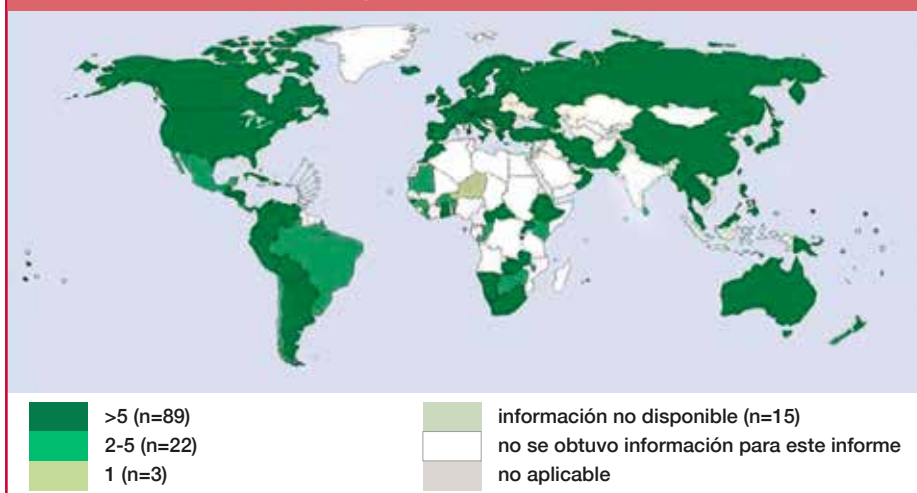 >5 (n=89)
2-5 (n=22)
1 (n=3)
información no disponible (n=15)
no se obtuvo información para este informe
no aplicable